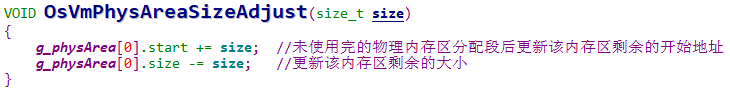 VOID OsVmPhysAreaSizeAdjust(size_t size)
{
    g_physArea[0].start += size;  //未使用完的物理内存区分配段后更新该内存区剩余的开始地址
    g_physArea[0].size -= size;   //更新该内存区剩余的大小
}